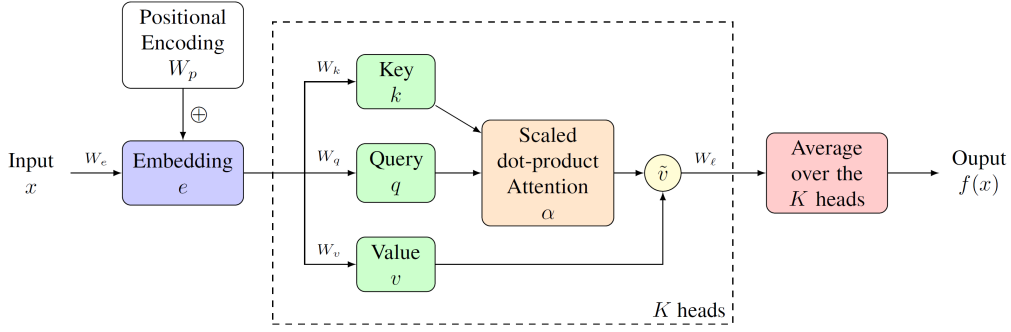 Positional
Encoding
W_p
⊕
Input
x
W_e
Embedding
e
W_k
Key
k
W_q
Query
q
W_v
Value
v
Scaled
dot-product
Attention
α
ṽ
W_ℓ
K heads
Average
over the
K heads
Ouput
f(x)